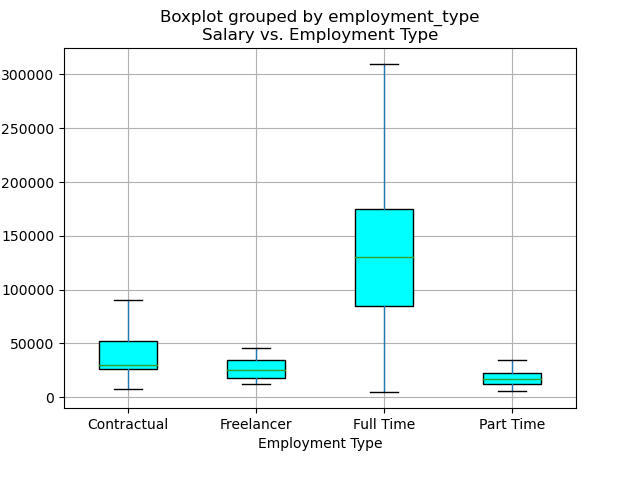 Boxplot grouped by employment_type
Salary vs. Employment Type
300000
250000
200000
150000
100000
50000
0
Contractual Freelancer Full Time Part Time
Employment Type